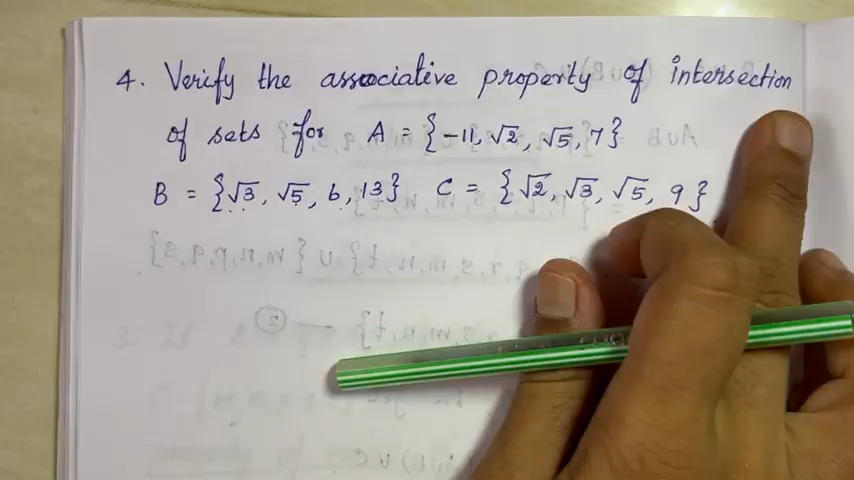 4. Verify the associative property of intersection
of sets for A = {-11, √2, √5, 7}
B = {√3, √5, 6, 13} C = {√2, √3, √5, 9}